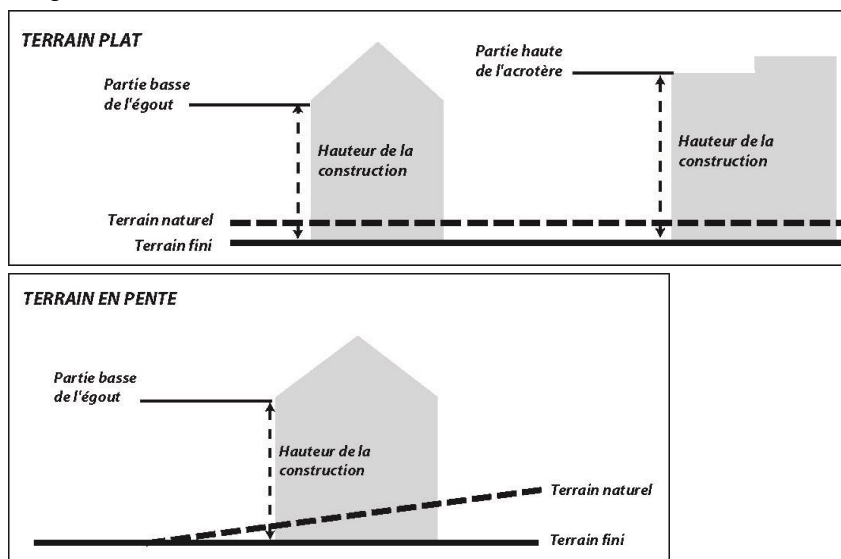 TERRAIN PLAT
Partie basse
de l'égout
Partie haute
de l'acrotère
Hauteur de la
construction
Hauteur de la
construction
Terrain naturel
Terrain fini
TERRAIN EN PENTE
Partie basse
de l'égout
Hauteur de la
construction
Terrain naturel
Terrain fini